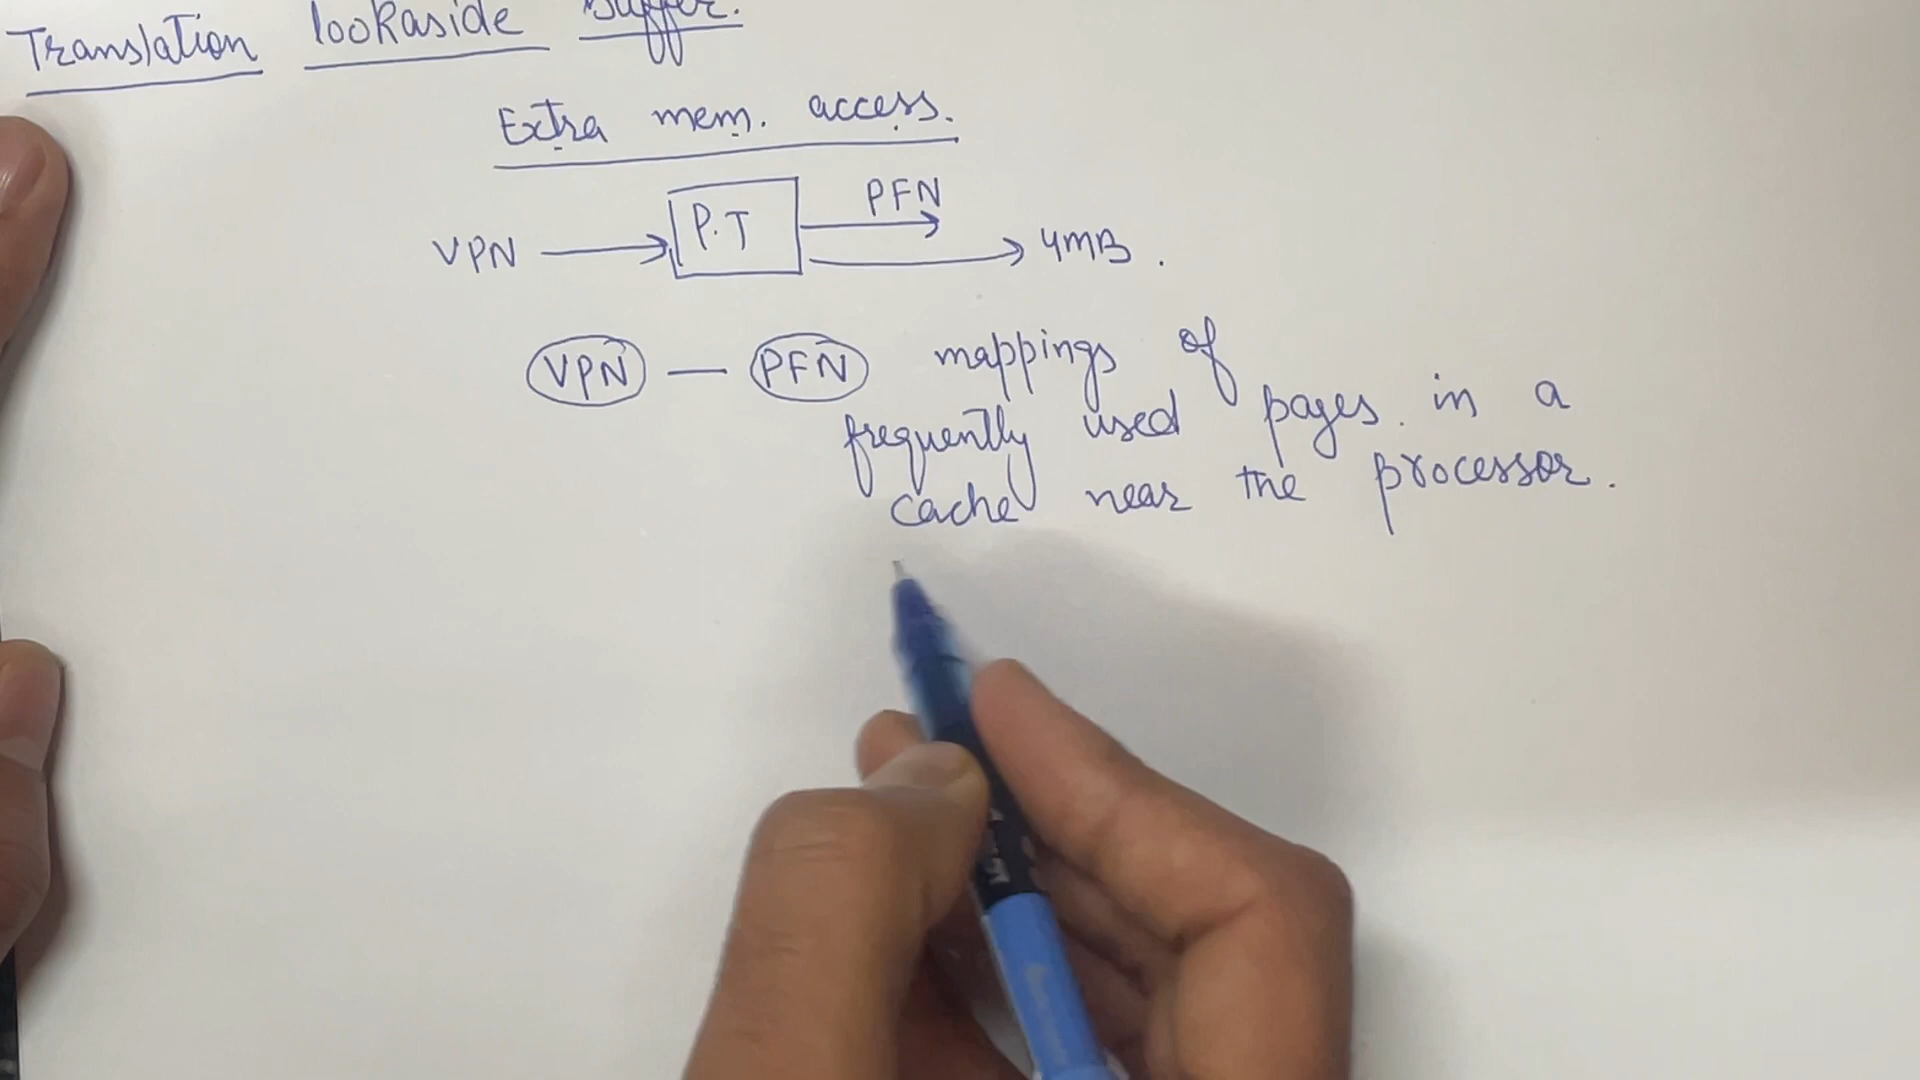 Translation lookaside Buffer.
Extra mem. access.
VPN → P.T → PFN
→ 4MB.
VPN — PFN mappings of
frequently used pages in a
cache near the processor.